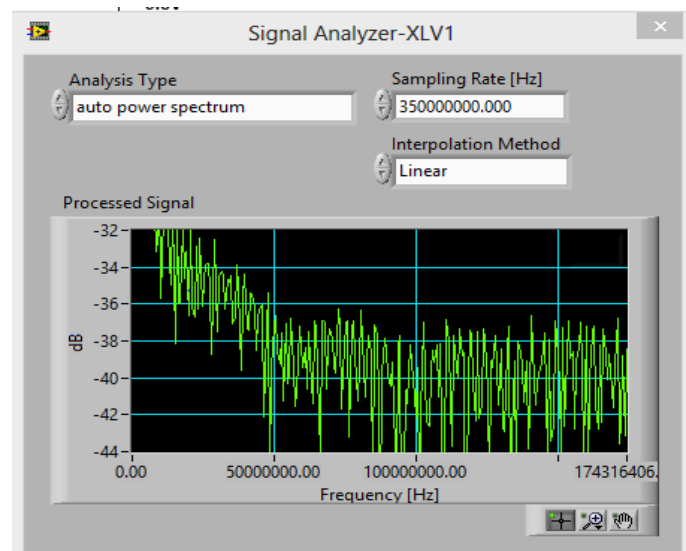 Signal Analyzer-XLV1
Analysis Type
auto power spectrum
Sampling Rate [Hz]
350000000.000
Interpolation Method
Linear
Processed Signal
-32
-34
-36
-38
-40
-42
-44
dB
0.00 50000000.00 100000000.00 174316406.
Frequency [Hz]